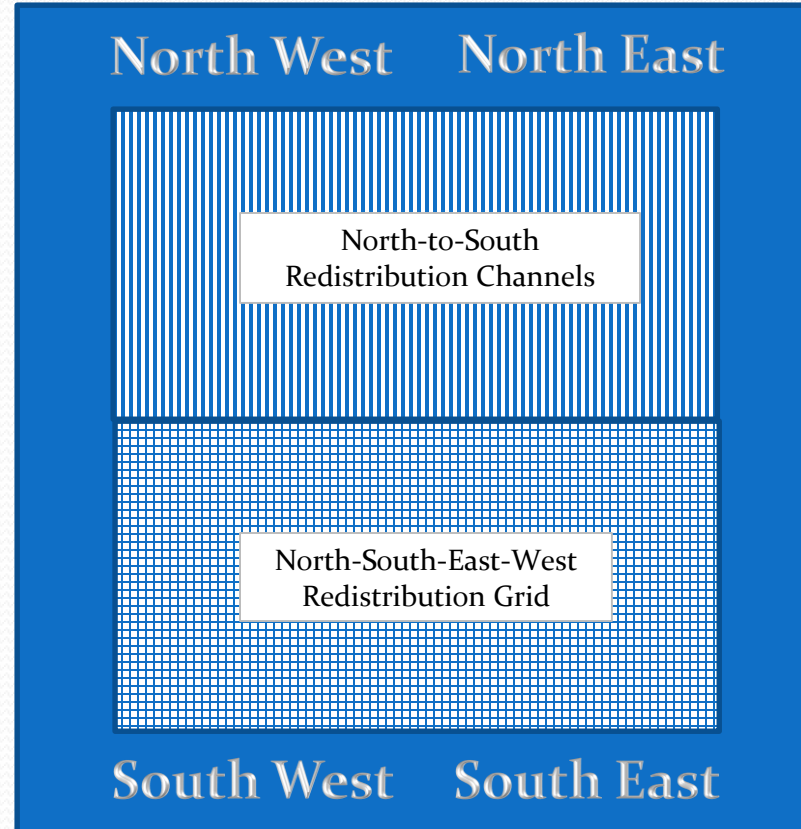 North West North East
North-to-South
Redistribution Channels
North-South-East-West
Redistribution Grid
South West South East